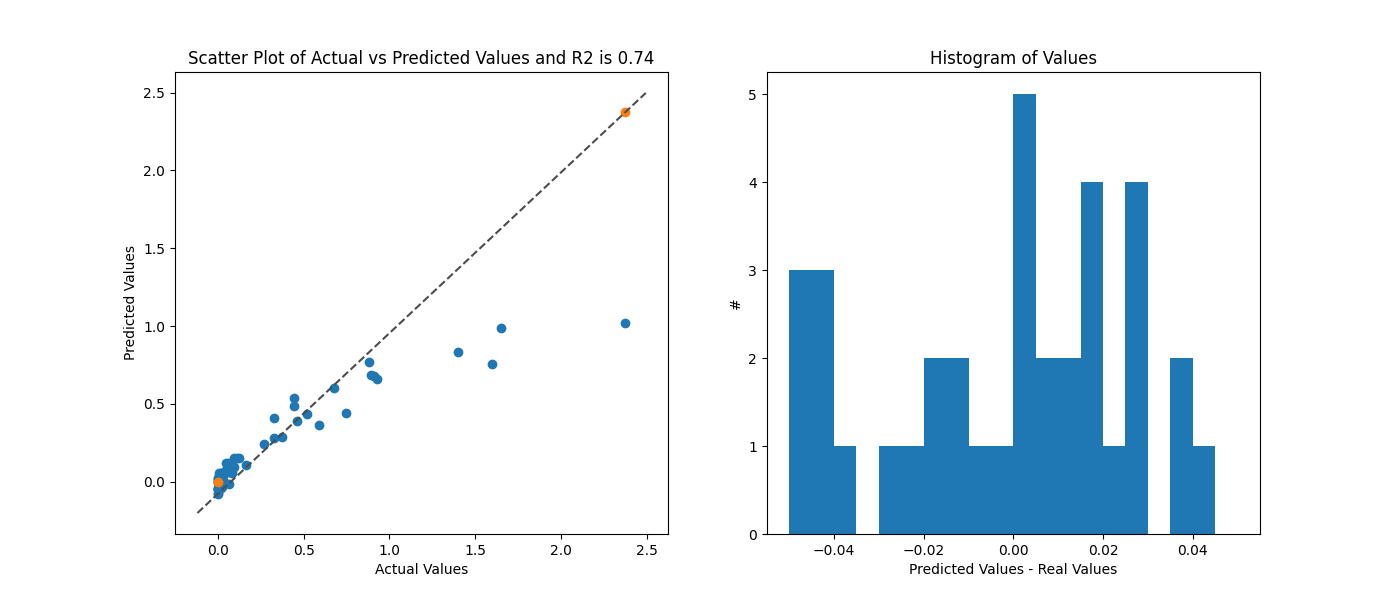 Scatter Plot of Actual vs Predicted Values and R2 is 0.74
2.5
2.0
1.5
1.0
0.5
0.0
Predicted Values
0.0 0.5 1.0 1.5 2.0 2.5
Actual Values
Histogram of Values
5
4
3
2
1
0
#
−0.04 −0.02 0.00 0.02 0.04
Predicted Values - Real Values